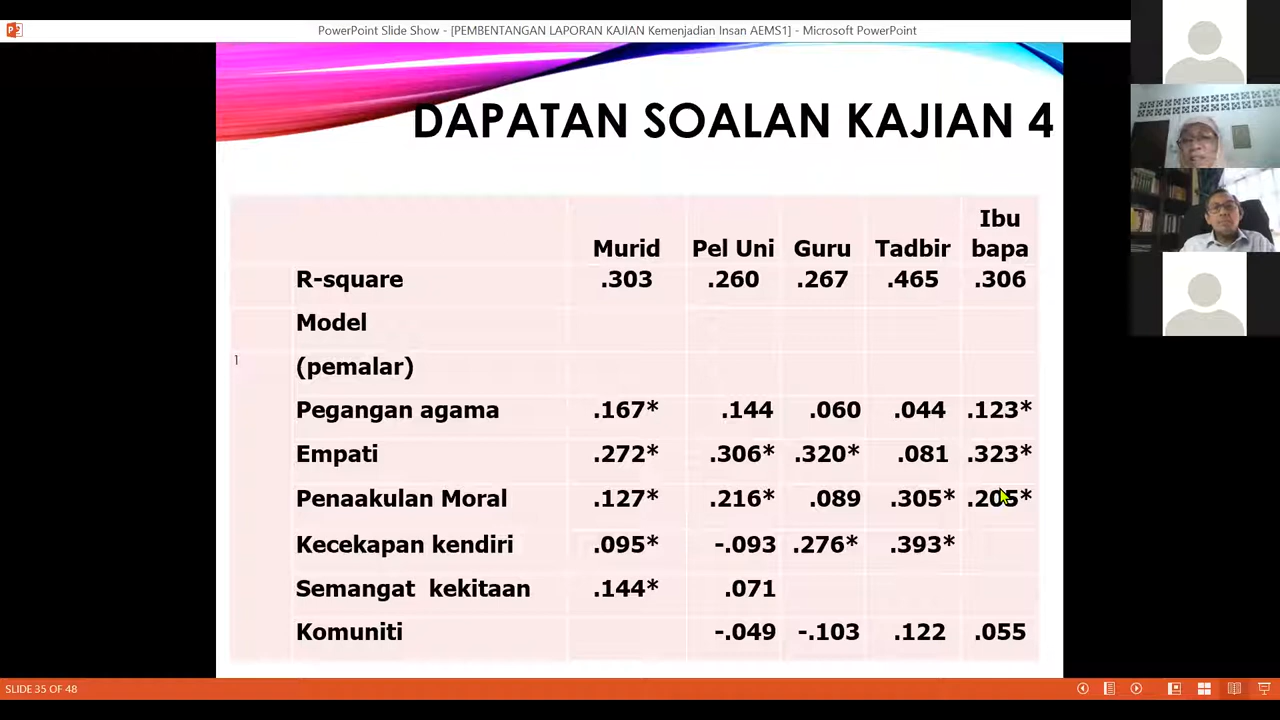 PowerPoint Slide Show - [PEMBENTANGAN LAPORAN KAJIAN Kemenjadian Insan AEMS1] - Microsoft PowerPoint
DAPATAN SOALAN KAJIAN 4
Murid Pel Uni Guru Tadbir Ibu bapa
R-square .303 .260 .267 .465 .306
Model
1
(pemalar)
Pegangan agama .167* .144 .060 .044 .123*
Empati .272* .306* .320* .081 .323*
Penaakulan Moral .127* .216* .089 .305* .205*
Kecekapan kendiri .095* -.093 .276* .393*
Semangat kekitaan .144* .071
Komuniti -.049 -.103 .122 .055
SLIDE 35 OF 48